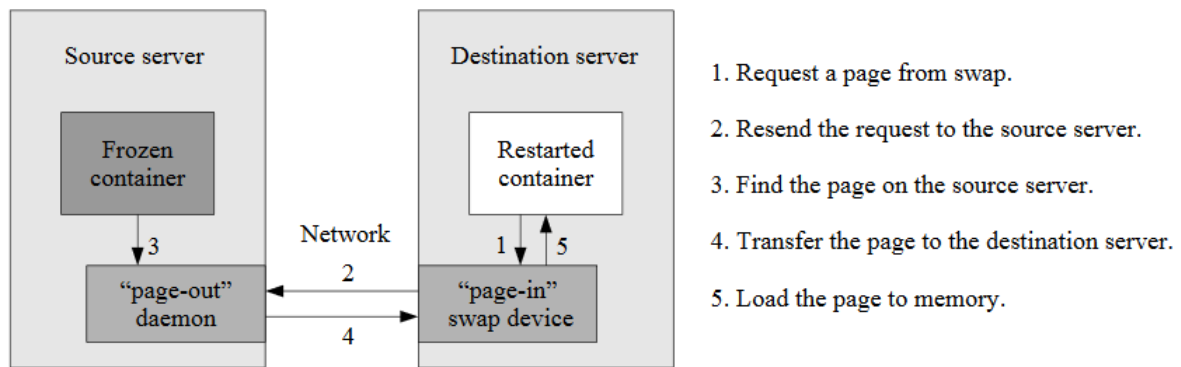 Source server
Frozen
container
3
“page-out”
daemon
Network
2
4
Destination server
Restarted
container
1
5
“page-in”
swap device
1. Request a page from swap.
2. Resend the request to the source server.
3. Find the page on the source server.
4. Transfer the page to the destination server.
5. Load the page to memory.